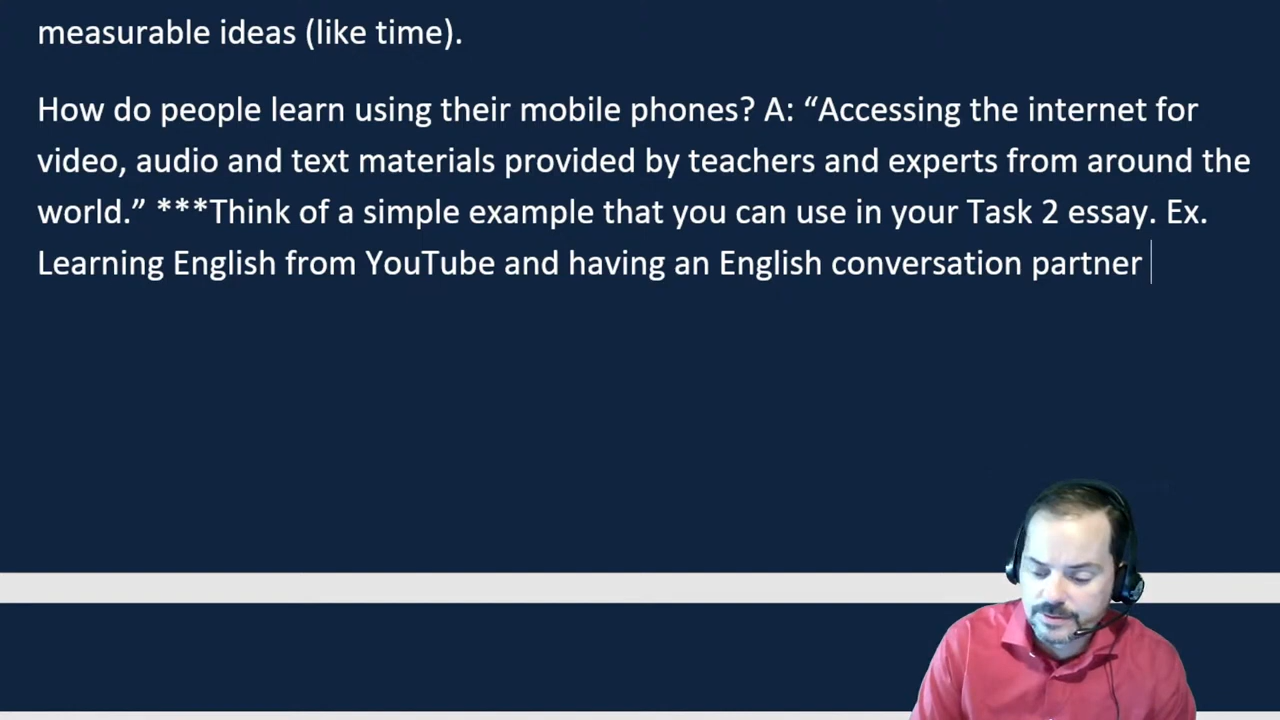 measurable ideas (like time).
How do people learn using their mobile phones? A: “Accessing the internet for
video, audio and text materials provided by teachers and experts from around the
world.” ***Think of a simple example that you can use in your Task 2 essay. Ex.
Learning English from YouTube and having an English conversation partner